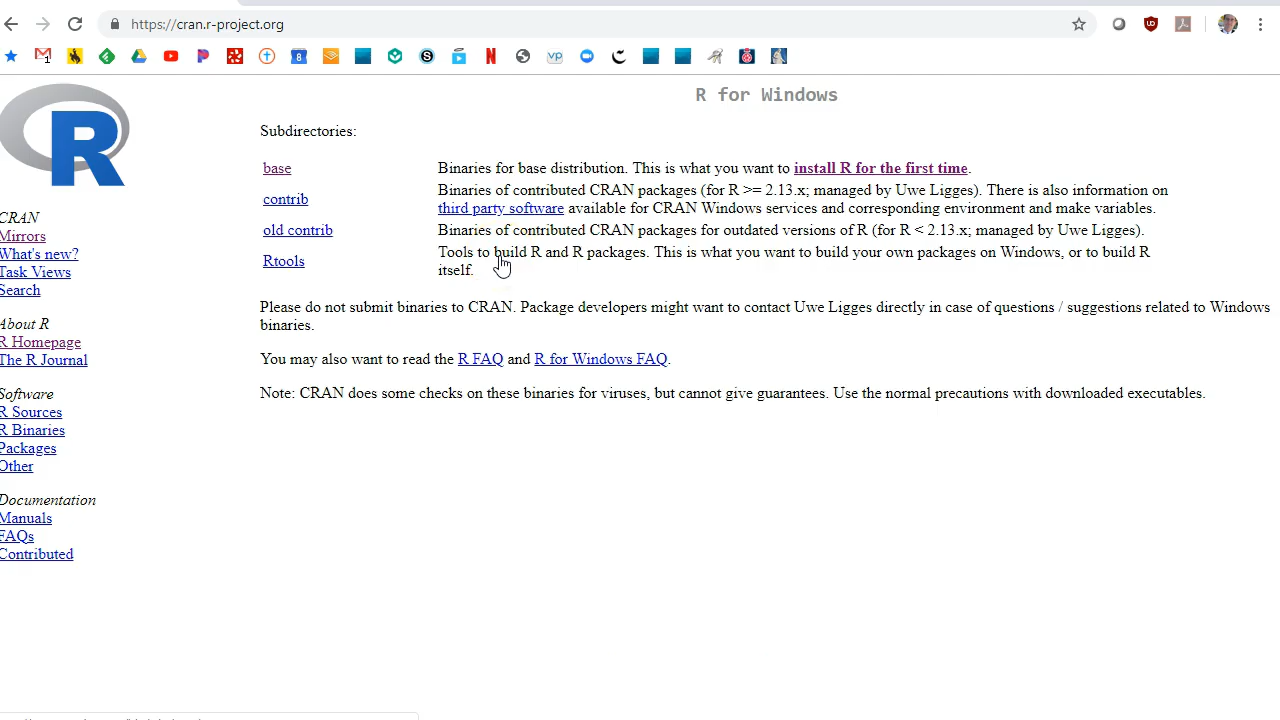 https://cran.r-project.org
R for Windows
Subdirectories:
base Binaries for base distribution. This is what you want to install R for the first time.
contrib Binaries of contributed CRAN packages (for R >= 2.13.x; managed by Uwe Ligges). There is also information on
third party software available for CRAN Windows services and corresponding environment and make variables.
old contrib Binaries of contributed CRAN packages for outdated versions of R (for R < 2.13.x; managed by Uwe Ligges).
Rtools Tools to build R and R packages. This is what you want to build your own packages on Windows, or to build R
itself.
Please do not submit binaries to CRAN. Package developers might want to contact Uwe Ligges directly in case of questions / suggestions related to Windows
binaries.
You may also want to read the R FAQ and R for Windows FAQ.
Note: CRAN does some checks on these binaries for viruses, but cannot give guarantees. Use the normal precautions with downloaded executables.
R
CRAN
Mirrors
What's new?
Task Views
Search
About R
R Homepage
The R Journal
Software
R Sources
R Binaries
Packages
Other
Documentation
Manuals
FAQs
Contributed